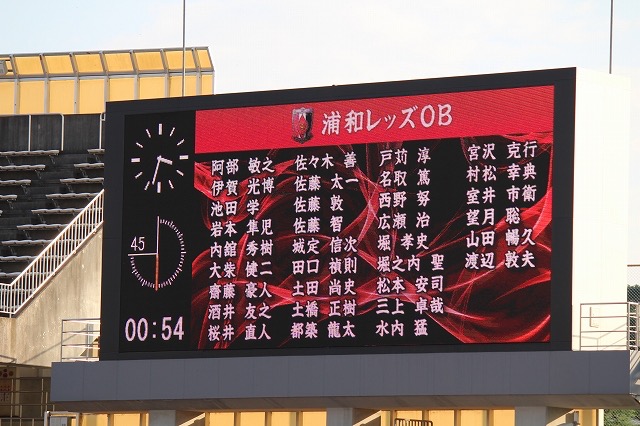 浦和レッズOB
阿部 敏之
伊賀 光博
池田 学
岩本 隼児
内舘 秀樹
大柴 健二
齋藤 豪人
酒井 友之
桜井 直人
佐々木 善
佐藤 太
佐藤 敦
佐藤 智
城定 信次
田口 禎則
土田 尚史
土橋 正樹
都築 龍太
戸苅 淳
名取 篤
西野 努
広瀬 治
堀 孝史
堀之内 聖
松本 安司
三上 卓哉
水内 猛
宮沢 克行
村松 幸典
室井 市衛
望月 聡
山田 暢久
渡辺 敦夫
45
00:54